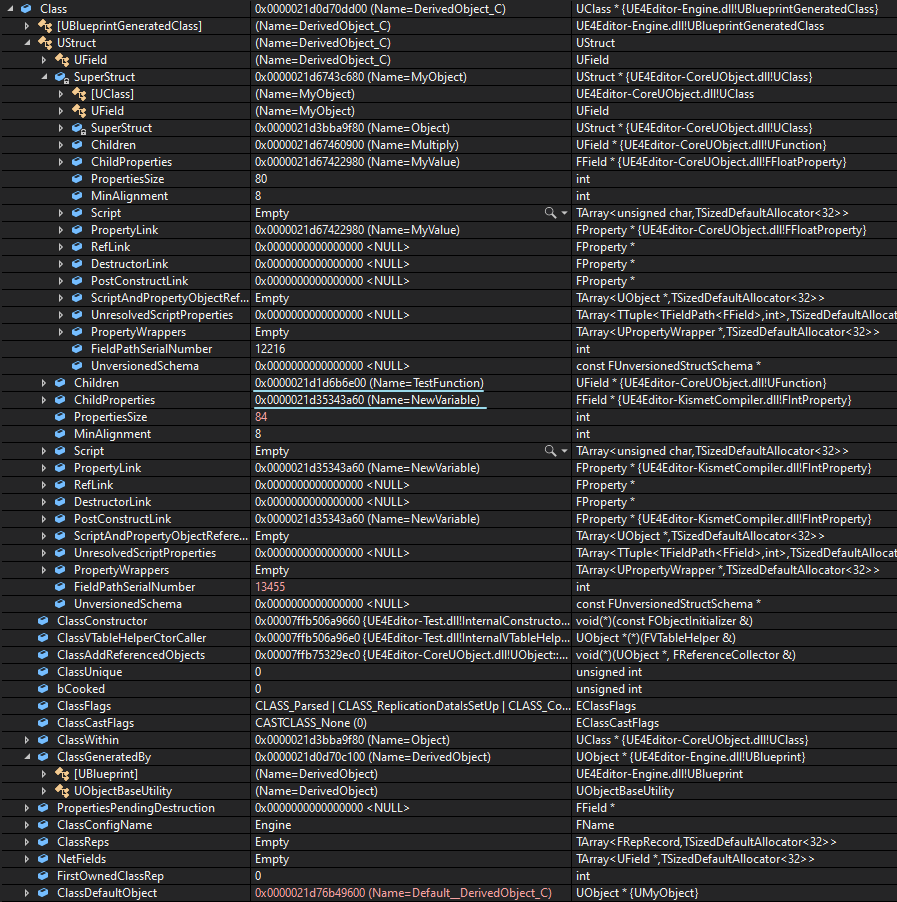 Class 0x0000021d0d70dd00 (Name=DerivedObject_C) UClass * {UE4Editor-Engine.dll!UBlueprintGeneratedClass}
[UBlueprintGeneratedClass] (Name=DerivedObject_C) UE4Editor-Engine.dll!UBlueprintGeneratedClass
UStruct (Name=DerivedObject_C) UStruct
UField (Name=DerivedObject_C) UField
SuperStruct 0x0000021d6743c680 (Name=MyObject) UStruct * {UE4Editor-CoreUObject.dll!UClass}
[UClass] (Name=MyObject) UE4Editor-CoreUObject.dll!UClass
UField (Name=MyObject) UField
SuperStruct 0x0000021d3bba9f80 (Name=Object) UStruct * {UE4Editor-CoreUObject.dll!UClass}
Children 0x0000021d67460900 (Name=Multiply) UField * {UE4Editor-CoreUObject.dll!UFunction}
ChildProperties 0x0000021d67422980 (Name=MyValue) FField * {UE4Editor-CoreUObject.dll!FFloatProperty}
PropertiesSize 80 int
MinAlignment 8 int
Script Empty TArray<unsigned char,TSizedDefaultAllocator<32>>
PropertyLink 0x0000021d67422980 (Name=MyValue) FProperty * {UE4Editor-CoreUObject.dll!FFloatProperty}
RefLink 0x0000000000000000 <NULL> FProperty *
DestructorLink 0x0000000000000000 <NULL> FProperty *
PostConstructLink 0x0000000000000000 <NULL> FProperty *
ScriptAndPropertyObjectRef... Empty TArray<UObject *,TSizedDefaultAllocator<32>>
UnresolvedScriptProperties 0x0000000000000000 <NULL> TArray<TTuple<TFieldPath<FField>,int>,TSizedDefaultAllocat
PropertyWrappers Empty TArray<UPropertyWrapper *,TSizedDefaultAllocator<32>>
FieldPathSerialNumber 12216 int
UnversionedSchema 0x0000000000000000 <NULL> const FUnversionedStructSchema *
Children 0x0000021d1d6b6e00 (Name=TestFunction) UField * {UE4Editor-CoreUObject.dll!UFunction}
ChildProperties 0x0000021d35343a60 (Name=NewVariable) FField * {UE4Editor-KismetCompiler.dll!FIntProperty}
PropertiesSize 84 int
MinAlignment 8 int
Script Empty TArray<unsigned char,TSizedDefaultAllocator<32>>
PropertyLink 0x0000021d35343a60 (Name=NewVariable) FProperty * {UE4Editor-KismetCompiler.dll!FIntProperty}
RefLink 0x0000000000000000 <NULL> FProperty *
DestructorLink 0x0000000000000000 <NULL> FProperty *
PostConstructLink 0x0000021d35343a60 (Name=NewVariable) FProperty * {UE4Editor-KismetCompiler.dll!FIntProperty}
ScriptAndPropertyObjectRefere... Empty TArray<UObject *,TSizedDefaultAllocator<32>>
UnresolvedScriptProperties 0x0000000000000000 <NULL> TArray<TTuple<TFieldPath<FField>,int>,TSizedDefaultAllocat
PropertyWrappers Empty TArray<UPropertyWrapper *,TSizedDefaultAllocator<32>>
FieldPathSerialNumber 13455 int
UnversionedSchema 0x0000000000000000 <NULL> const FUnversionedStructSchema *
ClassConstructor 0x00007ffb506a9660 {UE4Editor-Test.dll!InternalConstructo... void(*)(const FObjectInitializer &)
ClassVTableHelperCtorCaller 0x00007ffb506a96e0 {UE4Editor-Test.dll!InternalVTableHelp... UObject *(*)(FVTableHelper &)
ClassAddReferencedObjects 0x00007ffb75329ec0 {UE4Editor-CoreUObject.dll!UObject::... void(*)(UObject *, FReferenceCollector &)
ClassUnique 0 unsigned int
bCooked 0 unsigned int
ClassFlags CLASS_Parsed | CLASS_ReplicationDataIsSetUp | CLASS_Co... EClassFlags
ClassCastFlags CASTCLASS_None (0) EClassCastFlags
ClassWithin 0x0000021d3bba9f80 (Name=Object) UClass * {UE4Editor-CoreUObject.dll!UClass}
ClassGeneratedBy 0x0000021d0d70c100 (Name=DerivedObject) UObject * {UE4Editor-Engine.dll!UBlueprint}
[UBlueprint] (Name=DerivedObject) UE4Editor-Engine.dll!UBlueprint
UObjectBaseUtility (Name=DerivedObject) UObjectBaseUtility
PropertiesPendingDestruction 0x0000000000000000 <NULL> FField *
ClassConfigName Engine FName
ClassReps Empty TArray<FRepRecord,TSizedDefaultAllocator<32>>
NetFields Empty TArray<UField *,TSizedDefaultAllocator<32>>
FirstOwnedClassRep 0 int
ClassDefaultObject 0x0000021d76b49600 (Name=Default__DerivedObject_C) UObject * {UMyObject}